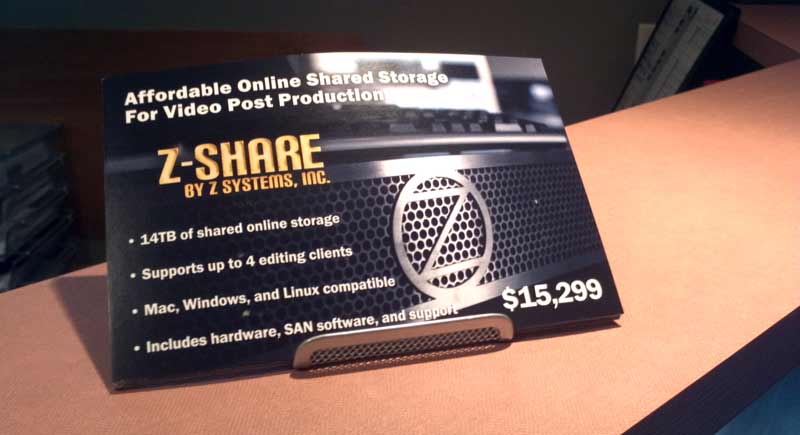 Affordable Online Shared Storage
For Video Post Production
Z-SHARE
BY Z SYSTEMS, INC.
• 14TB of shared online storage
• Supports up to 4 editing clients
• Mac, Windows, and Linux compatible
• Includes hardware, SAN software, and support
$15,299